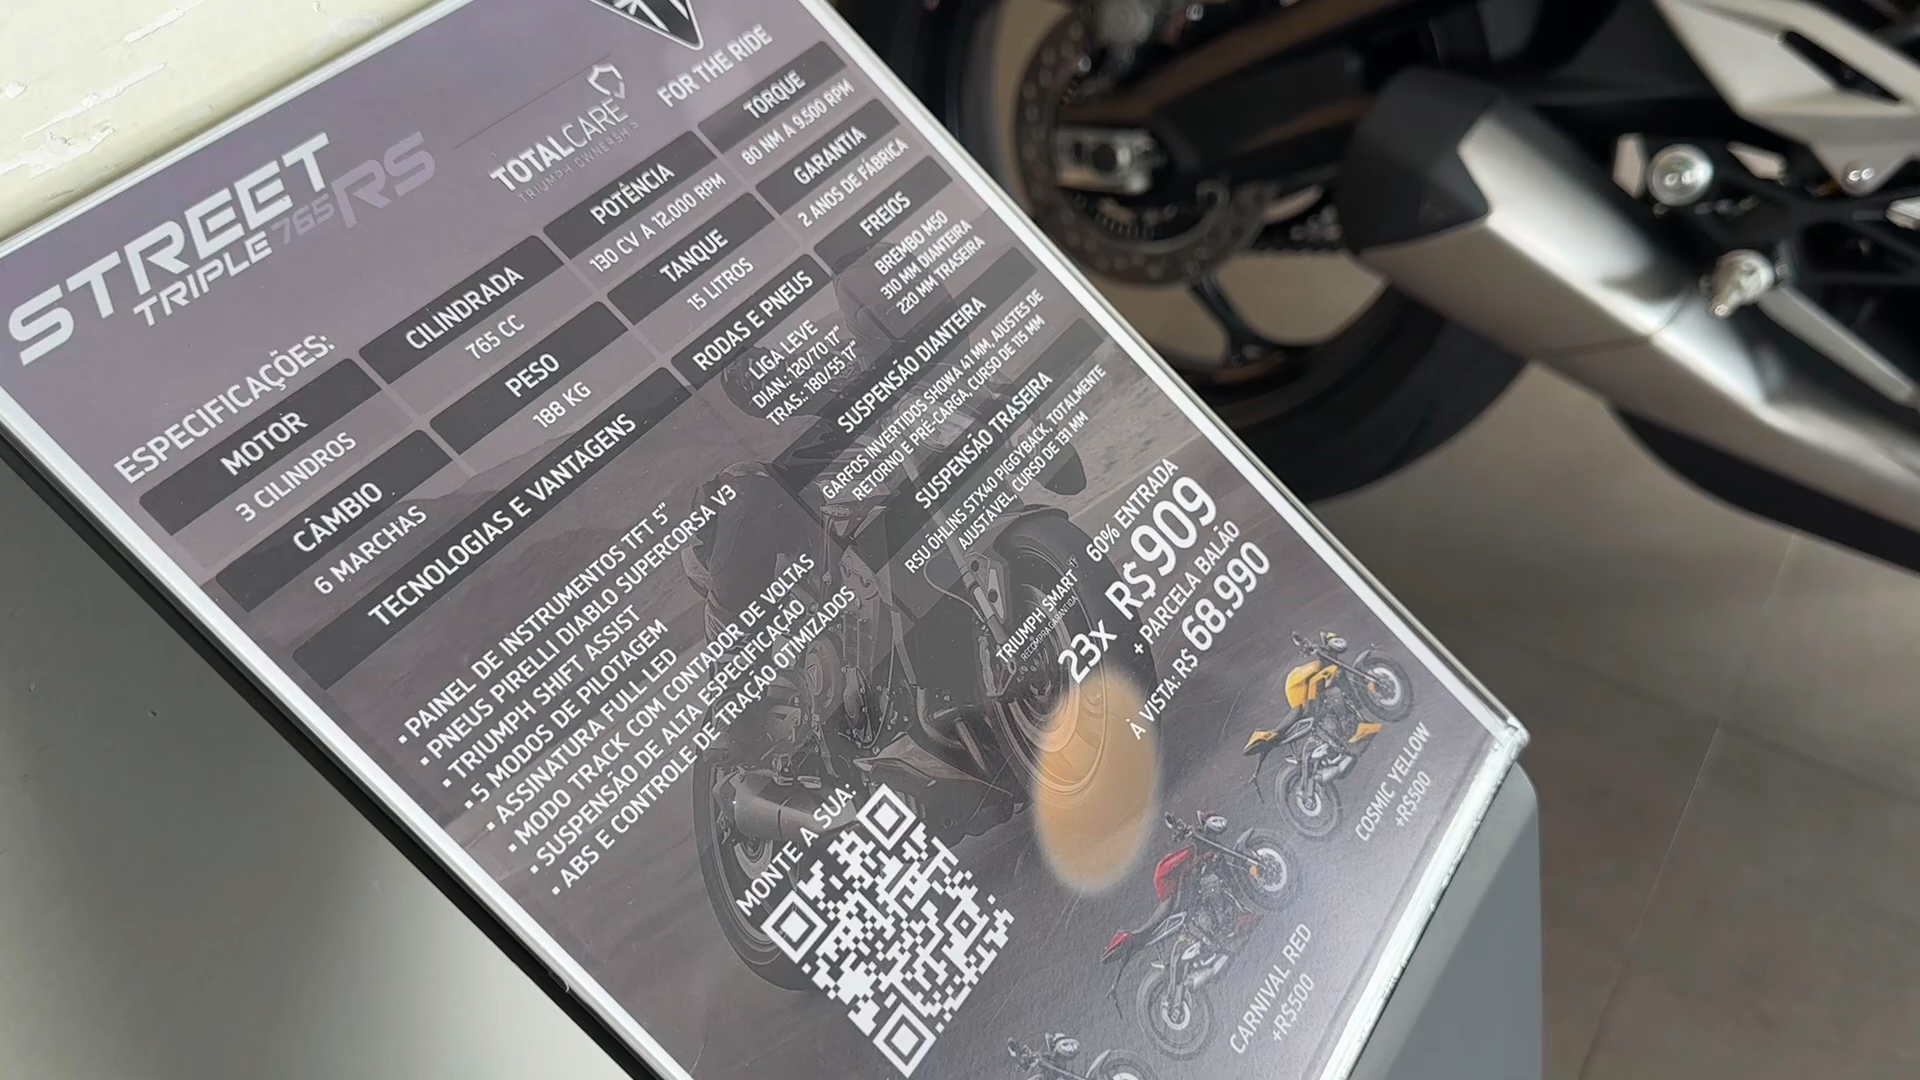 STREET
TRIPLE 765 RS
TOTALCARE
TRIUMPH OWNERSHIP
FOR THE RIDE
ESPECIFICAÇÕES:
MOTOR
3 CILINDROS
CILINDRADA
765 CC
POTÊNCIA
130 CV A 12.000 RPM
TORQUE
80 NM A 9.500 RPM
CÂMBIO
6 MARCHAS
PESO
188 KG
TANQUE
15 LITROS
GARANTIA
2 ANOS DE FÁBRICA
TECNOLOGIAS E VANTAGENS
▪ PAINEL DE INSTRUMENTOS TFT 5"
▪ PNEUS PIRELLI DIABLO SUPERCORSA V3
▪ TRIUMPH SHIFT ASSIST
▪ 5 MODOS DE PILOTAGEM
▪ ASSINATURA FULL LED
▪ MODO TRACK COM CONTADOR DE VOLTAS
▪ SUSPENSÃO DE ALTA ESPECIFICAÇÃO
▪ ABS E CONTROLE DE TRAÇÃO OTIMIZADOS
RODAS E PNEUS
LIGA LEVE
DIAN.: 120/70 17"
TRAS.: 180/55 17"
FREIOS
BREMBO M50
310 MM DIANTEIRA
220 MM TRASEIRA
SUSPENSÃO DIANTEIRA
GARFOS INVERTIDOS SHOWA 41 MM, AJUSTES DE
RETORNO E PRÉ-CARGA, CURSO DE 115 MM
SUSPENSÃO TRASEIRA
RSU ÖHLINS STX40 PIGGYBACK, TOTALMENTE
AJUSTÁVEL, CURSO DE 131 MM
TRIUMPH SMART
RECOMPRA GARANTIDA
60% ENTRADA
23x R$ 909
+ PARCELA BALÃO
À VISTA: R$ 68.990
MONTE A SUA:
COSMIC YELLOW
+R$500
CARNIVAL RED
+R$500